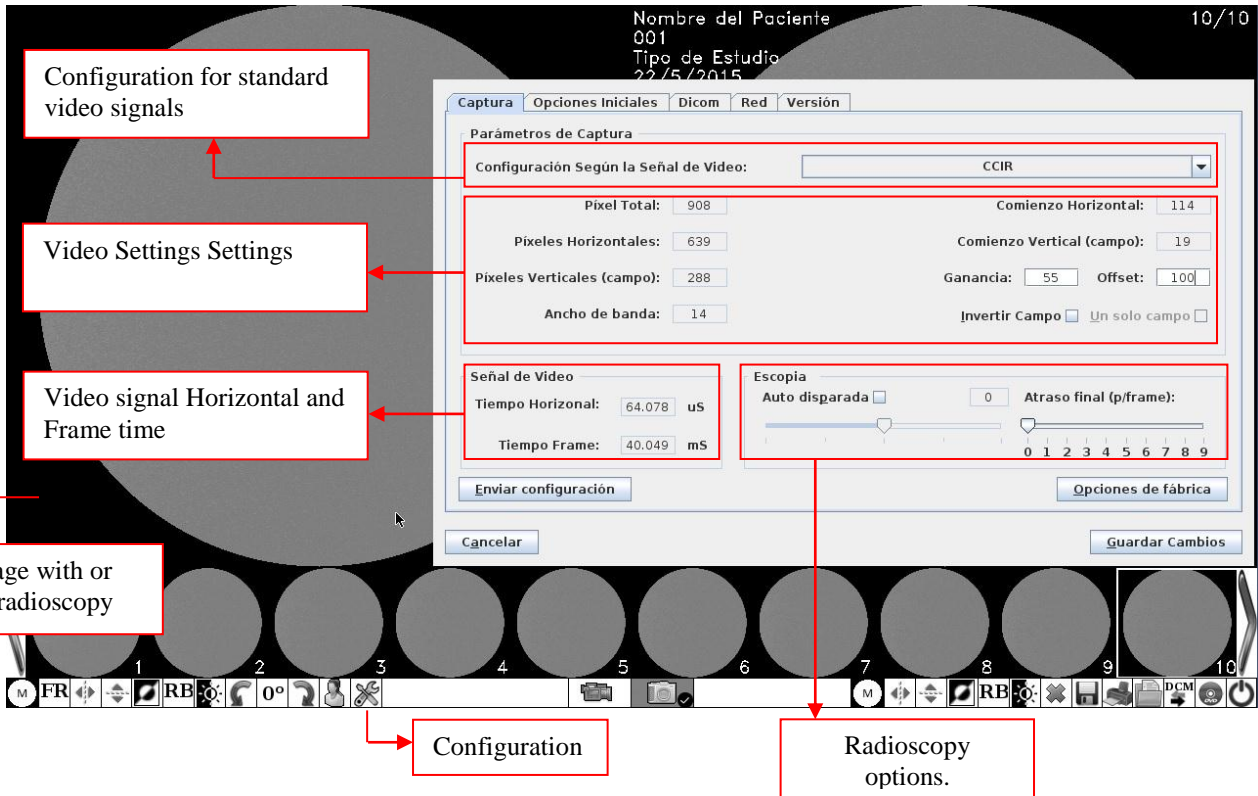 Nombre del Paciente
10/10
001
Tipo de Estudio
22/5/2015
Configuration for standard
video signals
Captura
Opciones Iniciales
Dicom
Red
Versión
Parámetros de Captura
Configuración Según la Señal de Video:
CCIR
Video Settings Settings
Píxel Total: 908
Comienzo Horizontal: 114
Píxeles Horizontales: 639
Comienzo Vertical (campo): 19
Píxeles Verticales (campo): 288
Ganancia: 55 Offset: 100
Ancho de banda: 14
Invertir Campo
Un solo campo
Video signal Horizontal and
Frame time
Señal de Video
Tiempo Horizonal: 64.078 uS
Tiempo Frame: 40.049 mS
Escopia
Auto disparada
0
Atraso final (p/frame):
0 1 2 3 4 5 6 7 8 9
Enviar configuración
Opciones de fábrica
Cancelar
Guardar Cambios
age with or
radioscopy
1 2 3 4 5 6 7 8 9 10
M FR RB 0° M RB DCM DVD
Configuration
Radioscopy
options.